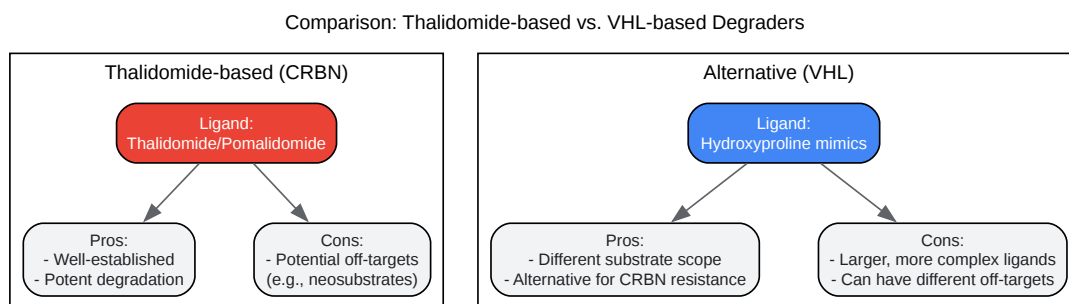 Comparison: Thalidomide-based vs. VHL-based Degraders
Thalidomide-based (CRBN)
Ligand:
Thalidomide/Pomalidomide
Pros:
- Well-established
- Potent degradation
Cons:
- Potential off-targets
(e.g., neosubstrates)
Alternative (VHL)
Ligand:
Hydroxyproline mimics
Pros:
- Different substrate scope
- Alternative for CRBN resistance
Cons:
- Larger, more complex ligands
- Can have different off-targets